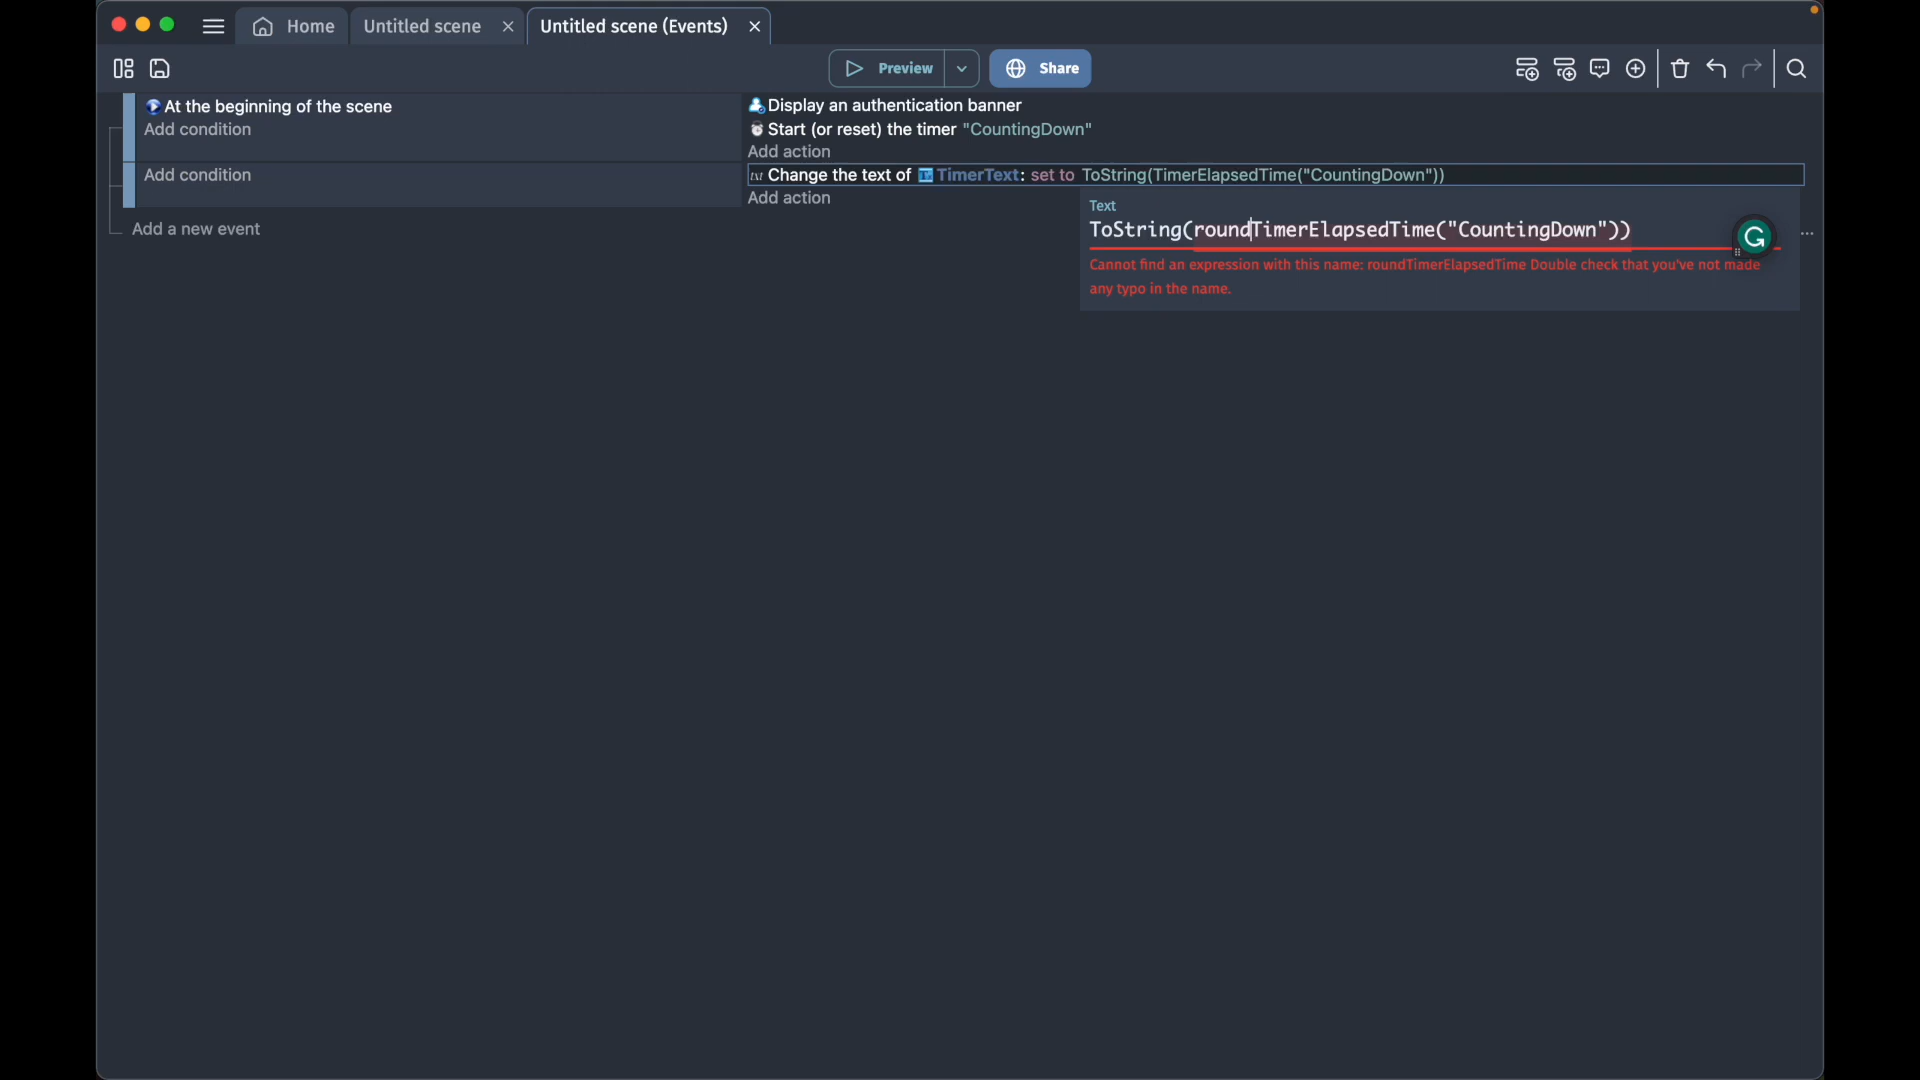 Home
Untitled scene
Untitled scene (Events)
Preview
Share
At the beginning of the scene
Add condition
Display an authentication banner
Start (or reset) the timer "CountingDown"
Add action
Add condition
Change the text of TimerText: set to ToString(TimerElapsedTime("CountingDown"))
Add action
Add a new event
Text
ToString(roundTimerElapsedTime("CountingDown"))
Cannot find an expression with this name: roundTimerElapsedTime Double check that you've not made
any typo in the name.